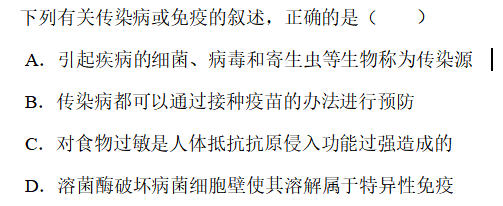 下列有关传染病或免疫的叙述，正确的是（　　）
A．引起疾病的细菌、病毒和寄生虫等生物称为传染源
B．传染病都可以通过接种疫苗的办法进行预防
C．对食物过敏是人体抵抗抗原侵入功能过强造成的
D．溶菌酶破坏病菌细胞壁使其溶解属于特异性免疫